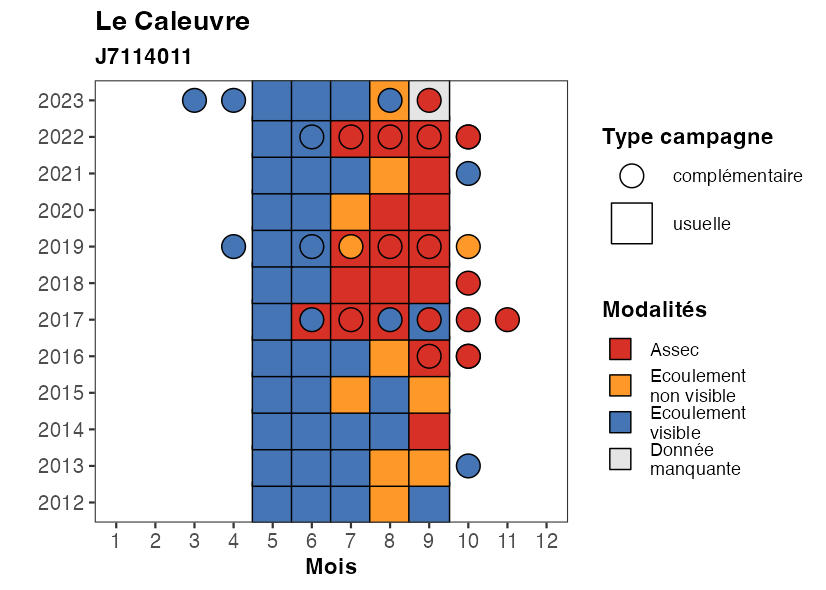 Le Caleuvre
J7114011
2023
2022
2021
2020
2019
2018
2017
2016
2015
2014
2013
2012
1 2 3 4 5 6 7 8 9 10 11 12
Mois
Type campagne
complémentaire
usuelle
Modalités
Assec
Ecoulement
non visible
Ecoulement
visible
Donnée
manquante